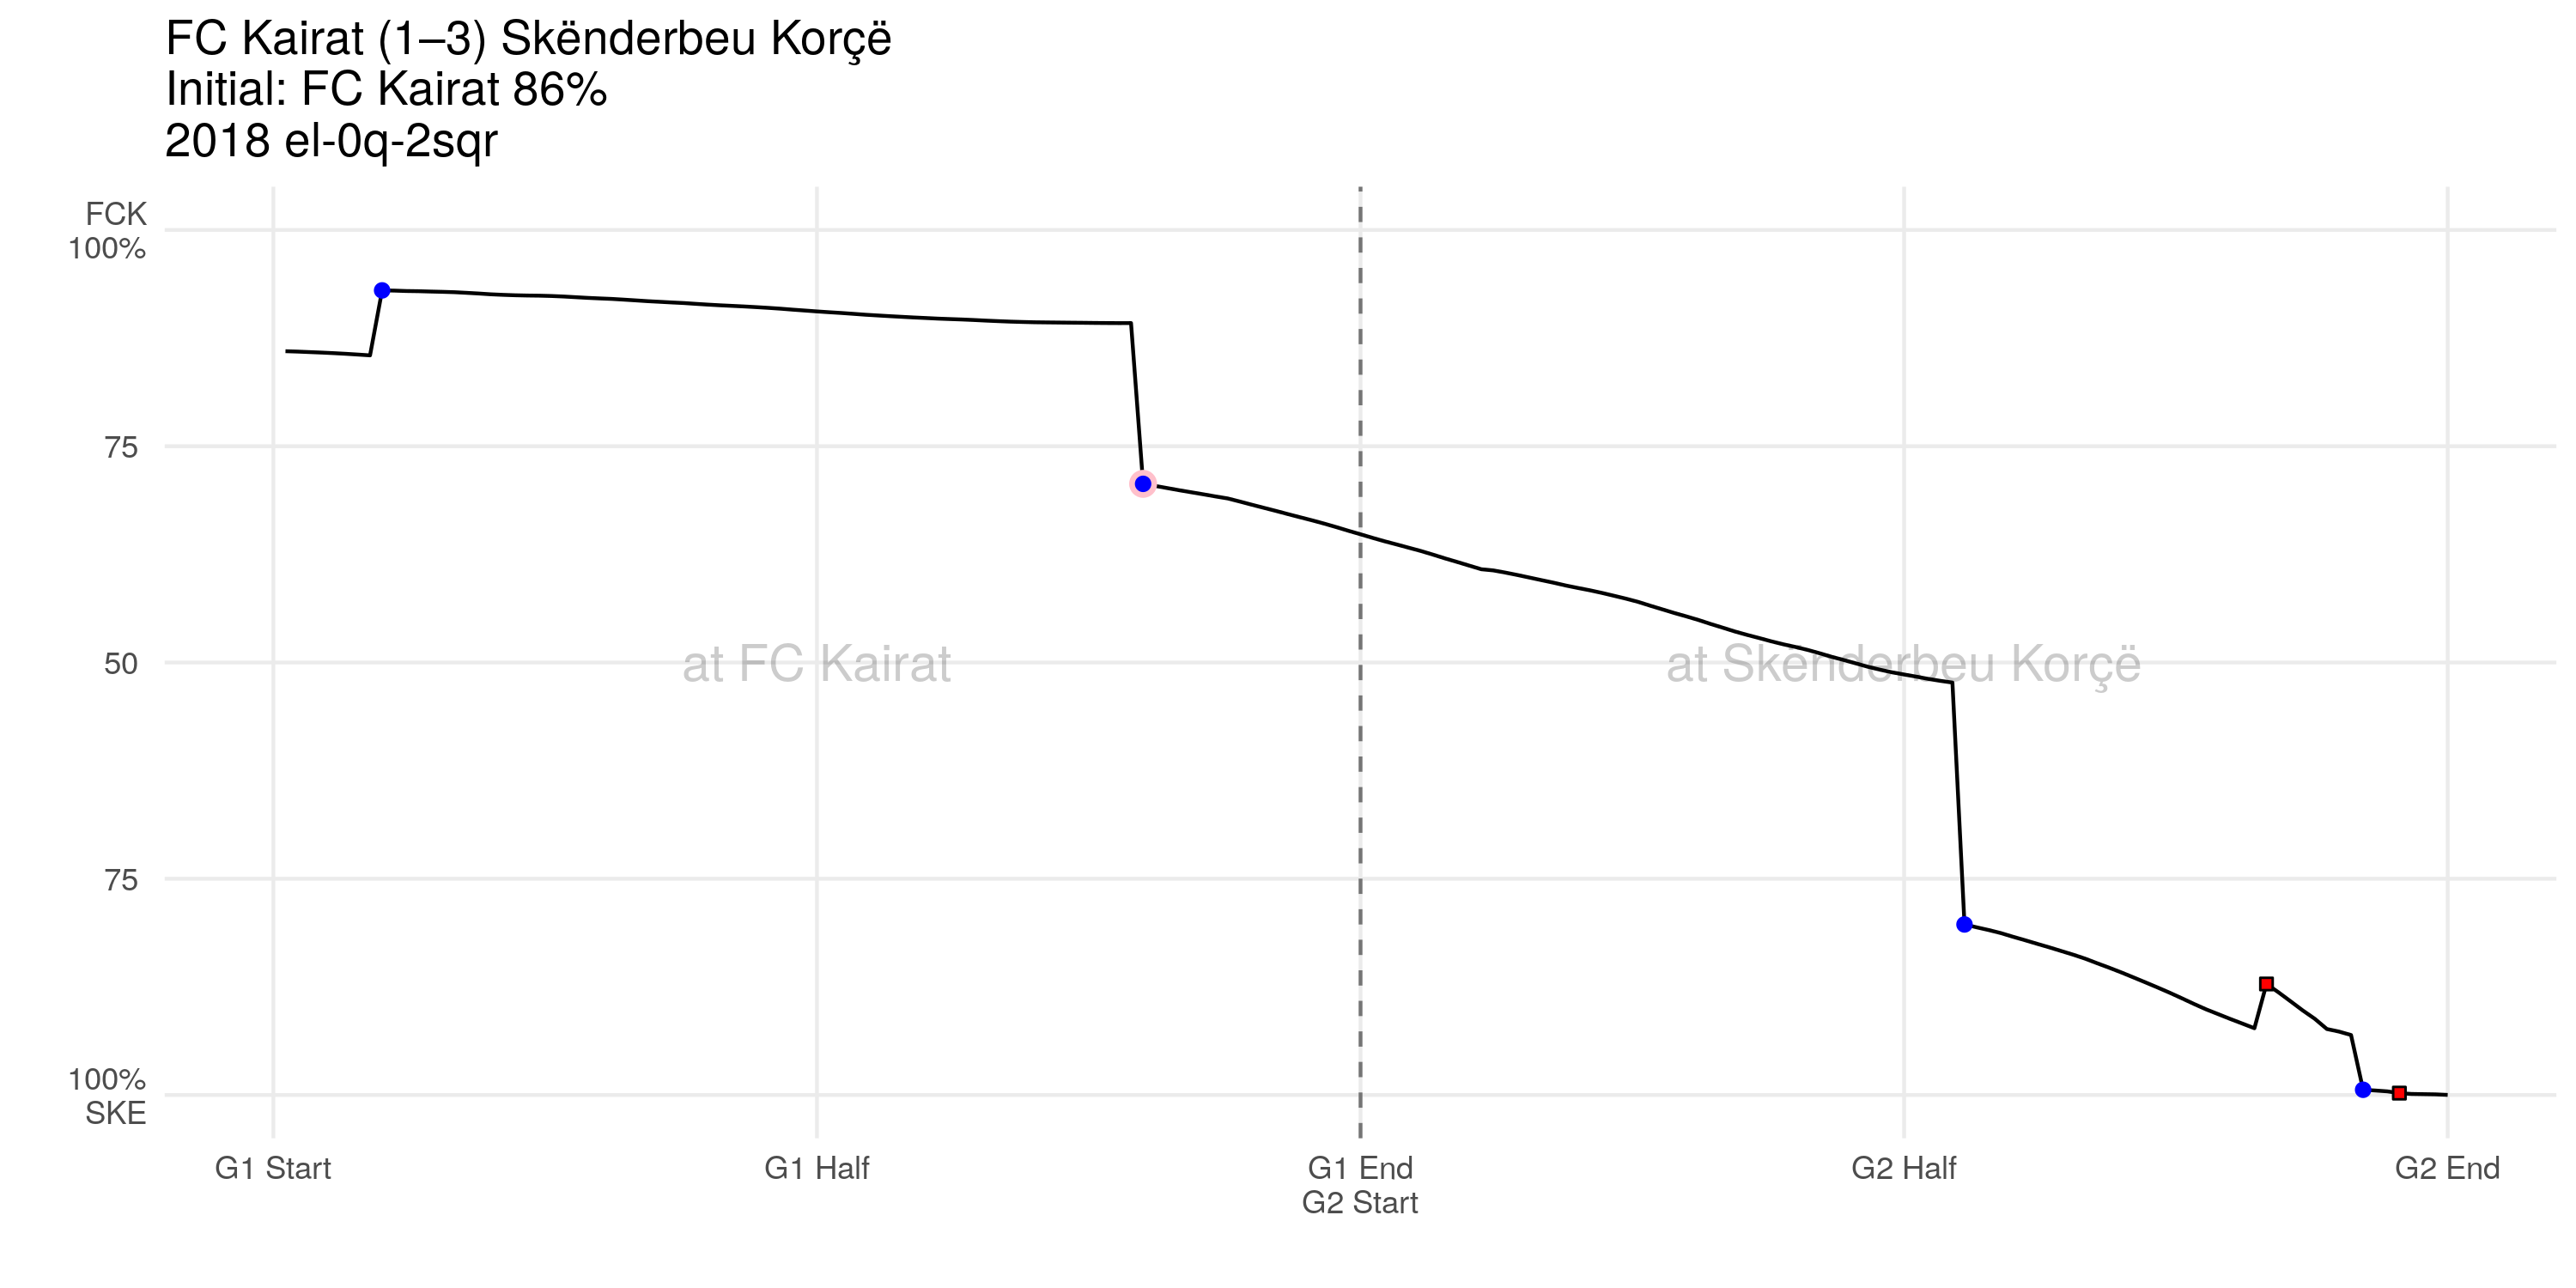 FC Kairat (1–3) Skënderbeu Korçë
Initial: FC Kairat 86%
2018 el-0q-2sqr
FCK
100%
75
50
at FC Kairat
at Skënderbeu Korçë
75
100%
SKE
G1 Start
G1 Half
G1 End
G2 Start
G2 Half
G2 End